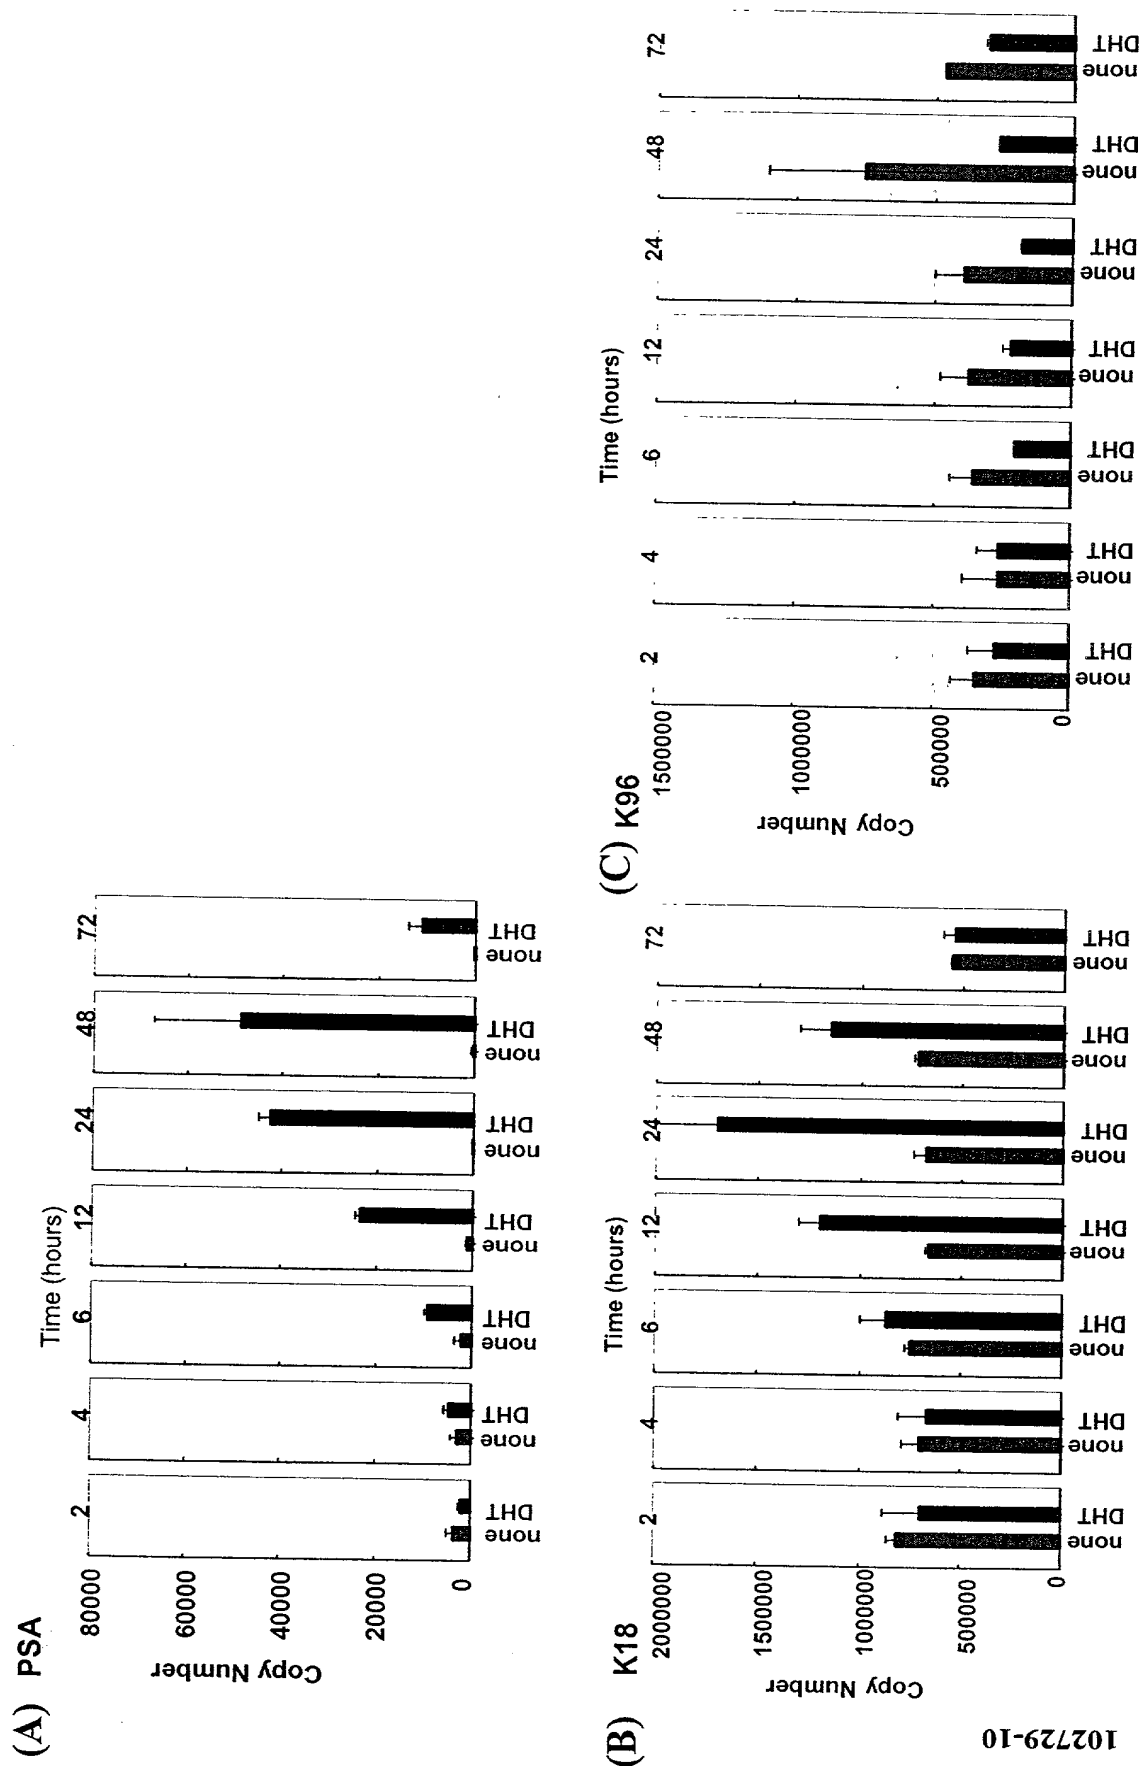 (A) PSA
Time (hours)
2 4 6 12 24 48 72
80000
60000
40000
20000
0
Copy Number
none DHT none DHT none DHT none DHT none DHT none DHT none DHT
(B) K18
Time (hours)
2 4 6 12 24 48 72
2000000
1500000
1000000
500000
0
Copy Number
none DHT none DHT none DHT none DHT none DHT none DHT none DHT
(C) K96
Time (hours)
2 4 6 12 24 48 72
1500000
1000000
500000
0
Copy Number
none DHT none DHT none DHT none DHT none DHT none DHT none DHT
102729-10